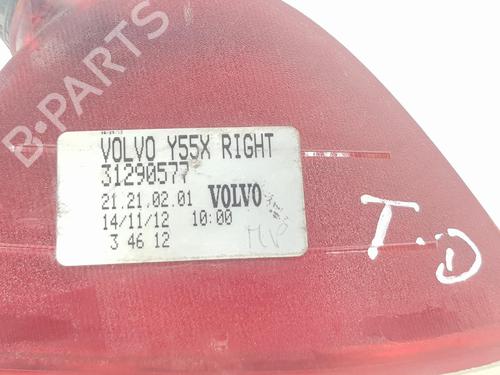 VOLVO Y55X RIGHT
31290577
21.21.02.01 VOLVO
14/11/12 10:00
3 46 12
T.D
B-PARTS